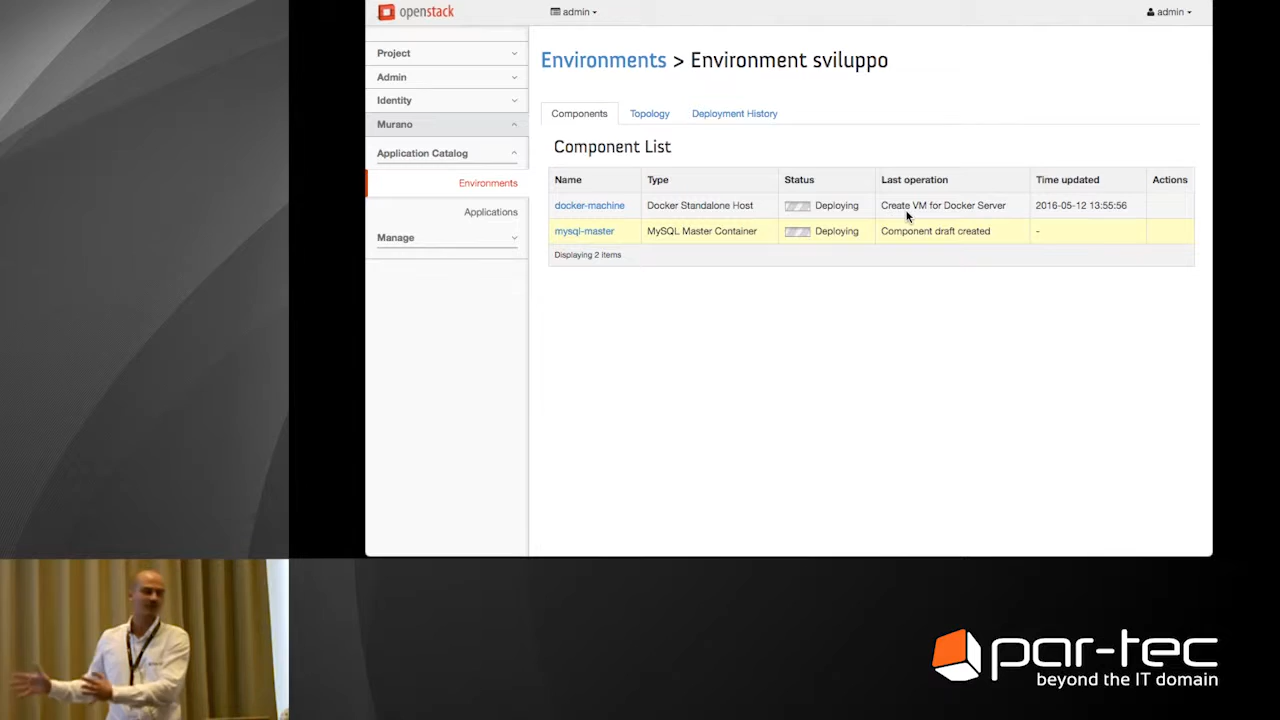 openstack
admin
admin
Project
Admin
Identity
Murano
Application Catalog
Environments
Applications
Manage
Environments > Environment sviluppo
Components Topology Deployment History
Component List
Name Type Status Last operation Time updated Actions
docker-machine Docker Standalone Host Deploying Create VM for Docker Server 2016-05-12 13:55:56
mysql-master MySQL Master Container Deploying Component draft created -
Displaying 2 items
par-tec
beyond the IT domain